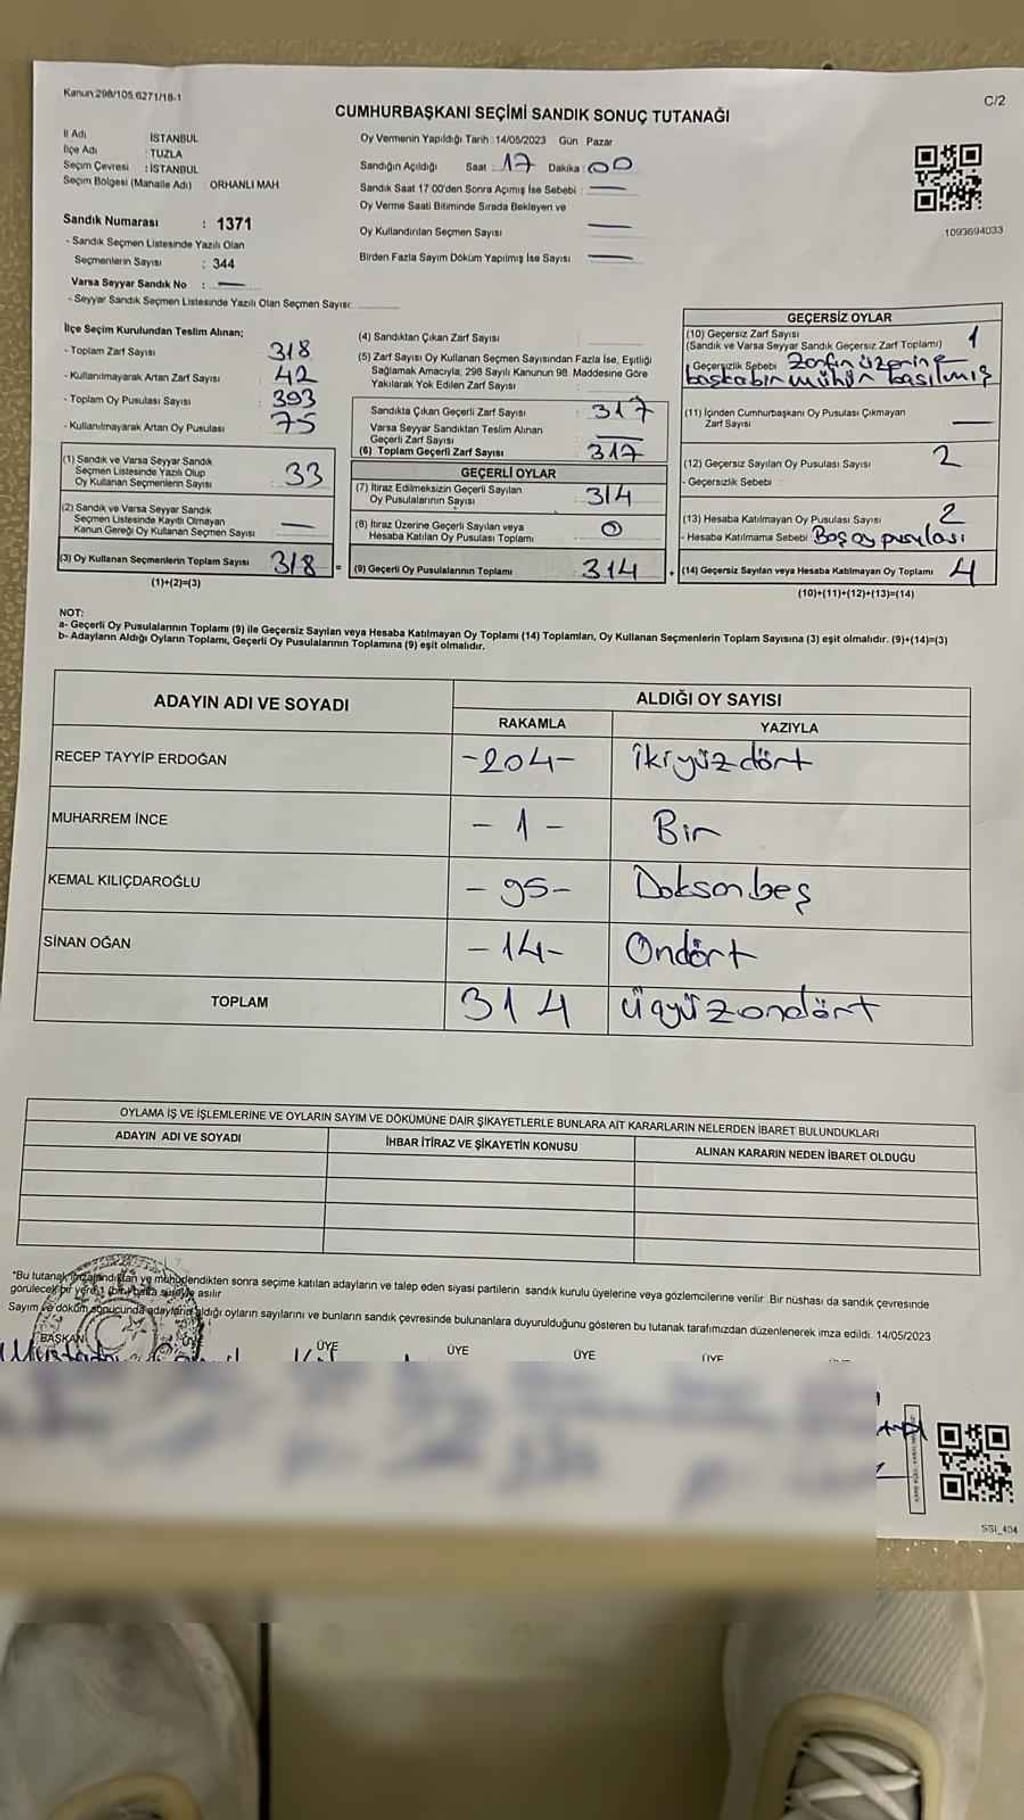 Kanun 298/105 6271/18-1
C/2
CUMHURBAŞKANI SEÇİMİ SANDIK SONUÇ TUTANAĞI
İl Adı : İSTANBUL
İlçe Adı : TUZLA
Seçim Çevresi : İSTANBUL
Seçim Bölgesi (Mahalle Adı) : ORHANLI MAH
Oy Vermenin Yapıldığı Tarih : 14/05/2023 Gün Pazar
Sandığın Açıldığı Saat : 17 Dakika : 00
Sandık Saat 17:00'den Sonra Açmış İse Sebebi : —
Oy Verme Saati Bitiminde Sırada Bekleyen ve
Oy Kullandırılan Seçmen Sayısı —
Birden Fazla Sayım Döküm Yapılmış İse Sayısı —
1093694033
Sandık Numarası : 1371
- Sandık Seçmen Listesinde Yazılı Olan
Seçmenlerin Sayısı : 344
Varsa Seyyar Sandık No : —
- Seyyar Sandık Seçmen Listesinde Yazılı Olan Seçmen Sayısı:
İlçe Seçim Kurulundan Teslim Alınan;
- Toplam Zarf Sayısı 318
- Kullanılmayarak Artan Zarf Sayısı 42
- Toplam Oy Pusulası Sayısı 393
- Kullanılmayarak Artan Oy Pusulası 75
(1) Sandık ve Varsa Seyyar Sandık
Seçmen Listesinde Yazılı Olup
Oy Kullanan Seçmenlerin Sayısı 33
(2) Sandık ve Varsa Seyyar Sandık
Seçmen Listesinde Kayıtlı Olmayan
Kanun Gereği Oy Kullanan Seçmen Sayısı —
(3) Oy Kullanan Seçmenlerin Toplam Sayısı 318 =
(1)+(2)=(3)
(4) Sandıktan Çıkan Zarf Sayısı
(5) Zarf Sayısı Oy Kullanan Seçmen Sayısından Fazla İse, Eşitliği
Sağlamak Amacıyla; 298 Sayılı Kanunun 98. Maddesine Göre
Yakılarak Yok Edilen Zarf Sayısı
Sandıkta Çıkan Geçerli Zarf Sayısı 317
Varsa Seyyar Sandıktan Teslim Alınan
Geçerli Zarf Sayısı —
(6) Toplam Geçerli Zarf Sayısı 317
GEÇERLİ OYLAR
(7) İtiraz Edilmeksizin Geçerli Sayılan
Oy Pusulalarının Sayısı 314
(8) İtiraz Üzerine Geçerli Sayılan veya
Hesaba Katılan Oy Pusulası Toplamı 0
(9) Geçerli Oy Pusulalarının Toplamı 314 +
GEÇERSİZ OYLAR
(10) Geçersiz Zarf Sayısı 1
(Sandık ve Varsa Seyyar Sandık Geçersiz Zarf Toplamı)
Geçersizlik Sebebi Zarfın üzerine
başkabir mühür basılmış
(11) İçinden Cumhurbaşkanı Oy Pusulası Çıkmayan
Zarf Sayısı —
(12) Geçersiz Sayılan Oy Pusulası Sayısı 2
- Geçersizlik Sebebi
(13) Hesaba Katılmayan Oy Pusulası Sayısı 2
- Hesaba Katılmama Sebebi Boş oy pusulası
(14) Geçersiz Sayılan veya Hesaba Katılmayan Oy Toplamı 4
(10)+(11)+(12)+(13)=(14)
NOT:
a- Geçerli Oy Pusulalarının Toplamı (9) ile Geçersiz Sayılan veya Hesaba Katılmayan Oy Toplamı (14) Toplamları, Oy Kullanan Seçmenlerin Toplam Sayısına (3) eşit olmalıdır. (9)+(14)=(3)
b- Adayların Aldığı Oyların Toplamı, Geçerli Oy Pusulalarının Toplamına (9) eşit olmalıdır.
ADAYIN ADI VE SOYADI
ALDIĞI OY SAYISI
RAKAMLA YAZIYLA
RECEP TAYYİP ERDOĞAN -204- ikiyüzdört
MUHARREM İNCE - 1 - Bir
KEMAL KILIÇDAROĞLU - 95- Doksanbeş
SİNAN OĞAN - 14- Ondört
TOPLAM 314 üçyüzondört
OYLAMA İŞ VE İŞLEMLERİNE VE OYLARIN SAYIM VE DÖKÜMÜNE DAİR ŞİKAYETLERLE BUNLARA AİT KARARLARIN NELERDEN İBARET BULUNDUKLARI
ADAYIN ADI VE SOYADI İHBAR İTİRAZ VE ŞİKAYETİN KONUSU ALINAN KARARIN NEDEN İBARET OLDUĞU
*Bu tutanak imzalandıktan ve mühürlendikten sonra seçime katılan adayların ve talep eden siyasi partilerin sandık kurulu üyelerine veya gözlemcilerine verilir. Bir nüshası da sandık çevresinde
görülecek bir yerde (bir) hafta süreyle asılır
Sayım ve döküm sonucunda adayların aldığı oyların sayılarını ve bunların sandık çevresinde bulunanlara duyurulduğunu gösteren bu tutanak tarafımızdan düzenlenerek imza edildi. 14/05/2023
BAŞKAN ÜYE ÜYE ÜYE ÜYE
SSI_404